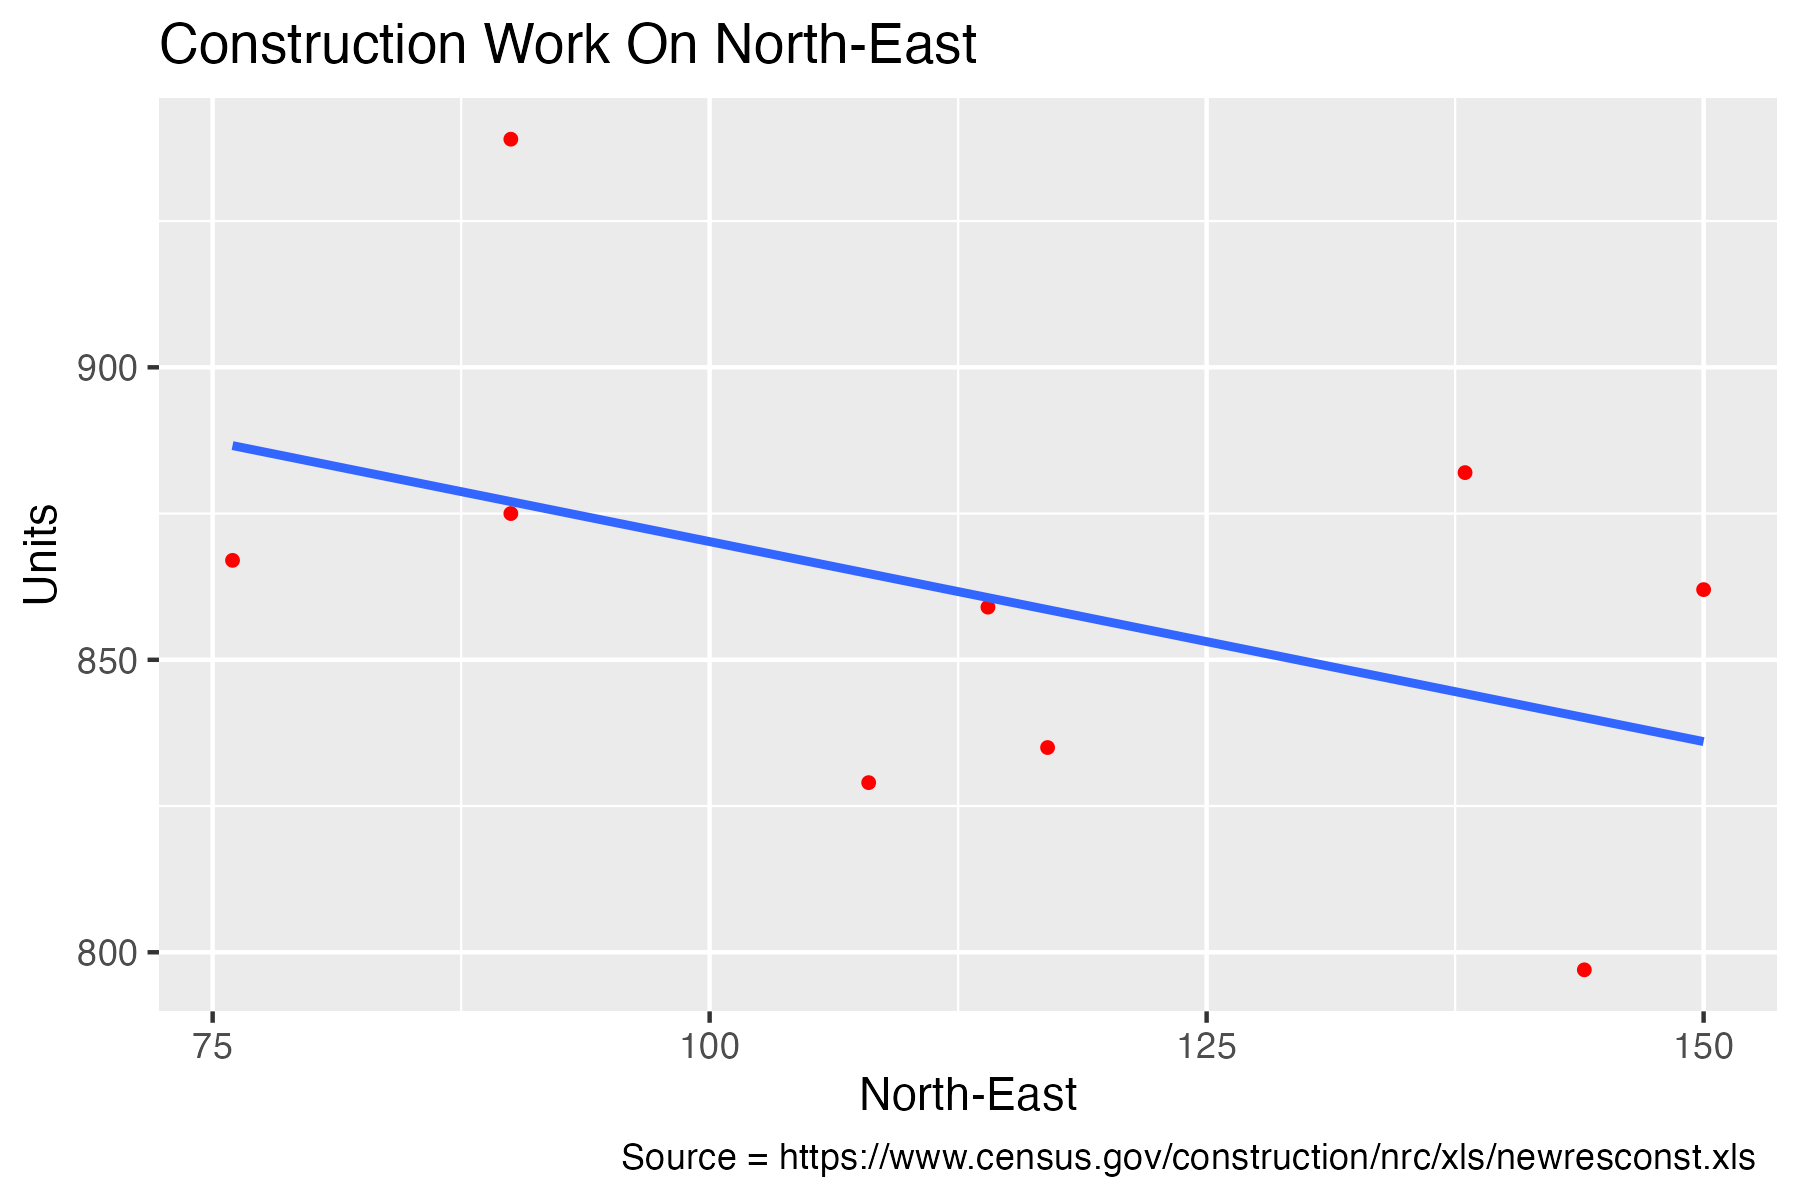 Construction Work On North-East
Units
900
850
800
75 100 125 150
North-East
Source = https://www.census.gov/construction/nrc/xls/newresconst.xls